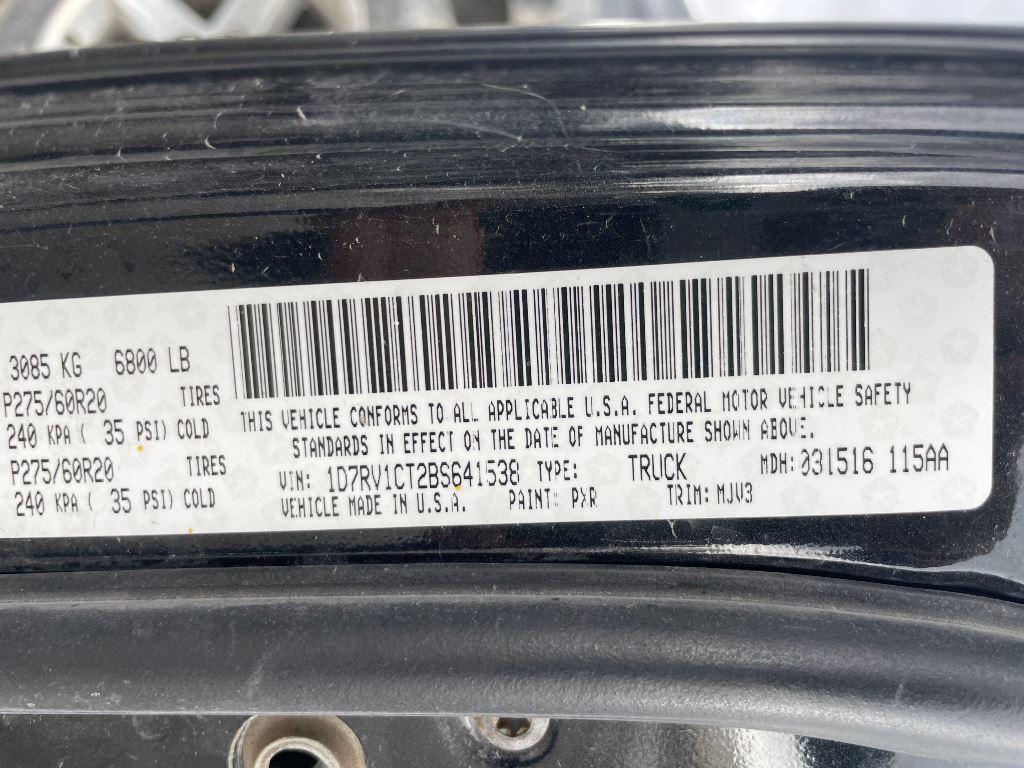 3085 KG 6800 LB
P275/60R20 TIRES
240 KPA ( 35 PSI) COLD
P275/60R20 TIRES
240 KPA ( 35 PSI) COLD
THIS VEHICLE CONFORMS TO ALL APPLICABLE U.S.A. FEDERAL MOTOR VEHICLE SAFETY
STANDARDS IN EFFECT ON THE DATE OF MANUFACTURE SHOWN ABOVE.
VIN: 1D7RV1CT2BS641538 TYPE: TRUCK MDH: 031516 115AA
VEHICLE MADE IN U.S.A. PAINT: PXR TRIM: MJV3